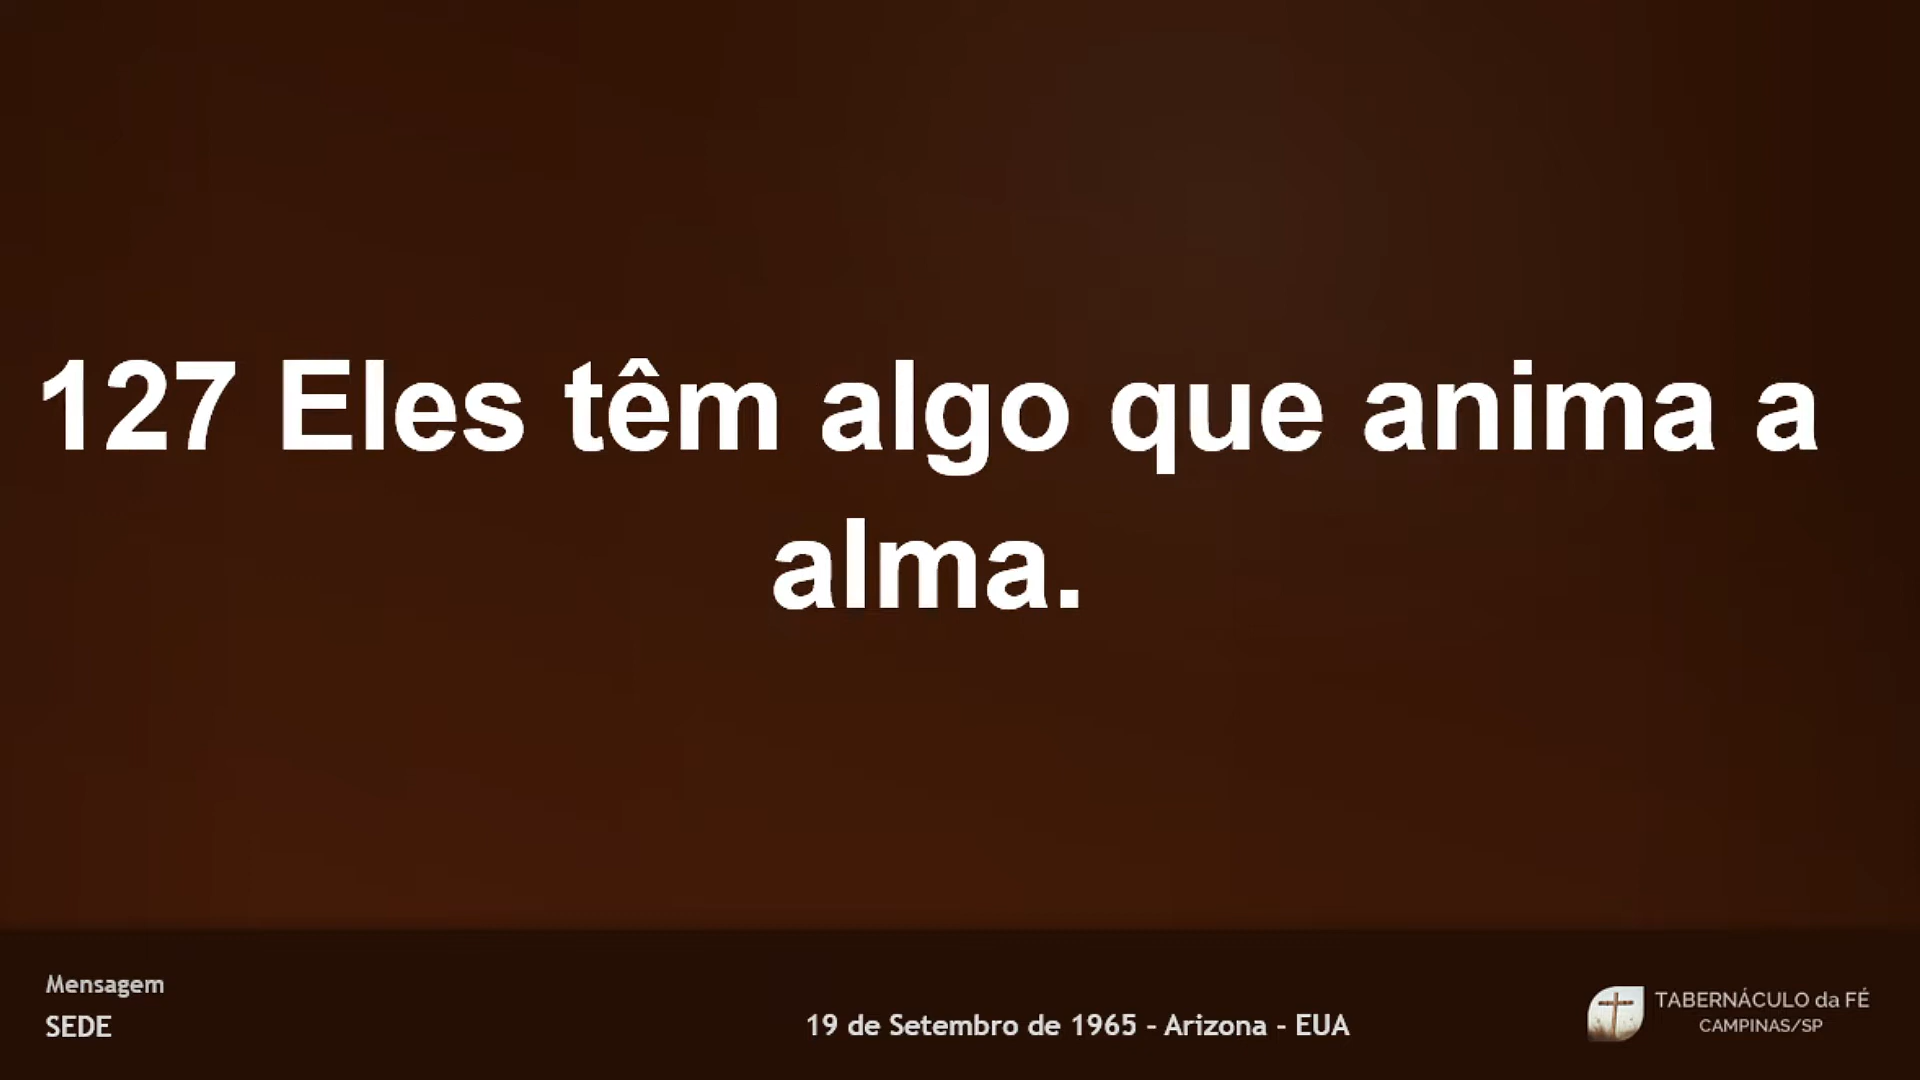 127 Eles têm algo que anima a
alma.
Mensagem
SEDE
19 de Setembro de 1965 - Arizona - EUA
TABERNÁCULO da FÉ
CAMPINAS/SP